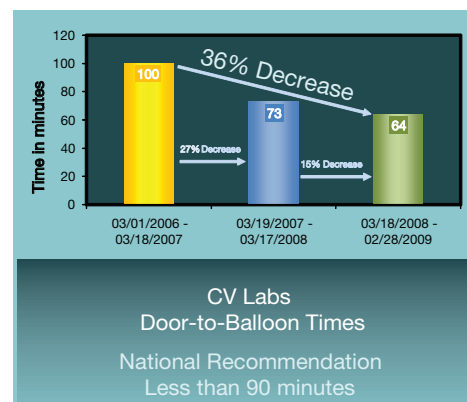 120
100
80
60
40
20
0
Time in minutes
100
36% Decrease
73
64
27% Decrease
15% Decrease
03/01/2006 -
03/18/2007
03/19/2007 -
03/17/2008
03/18/2008 -
02/28/2009
CV Labs
Door-to-Balloon Times
National Recommendation
Less than 90 minutes